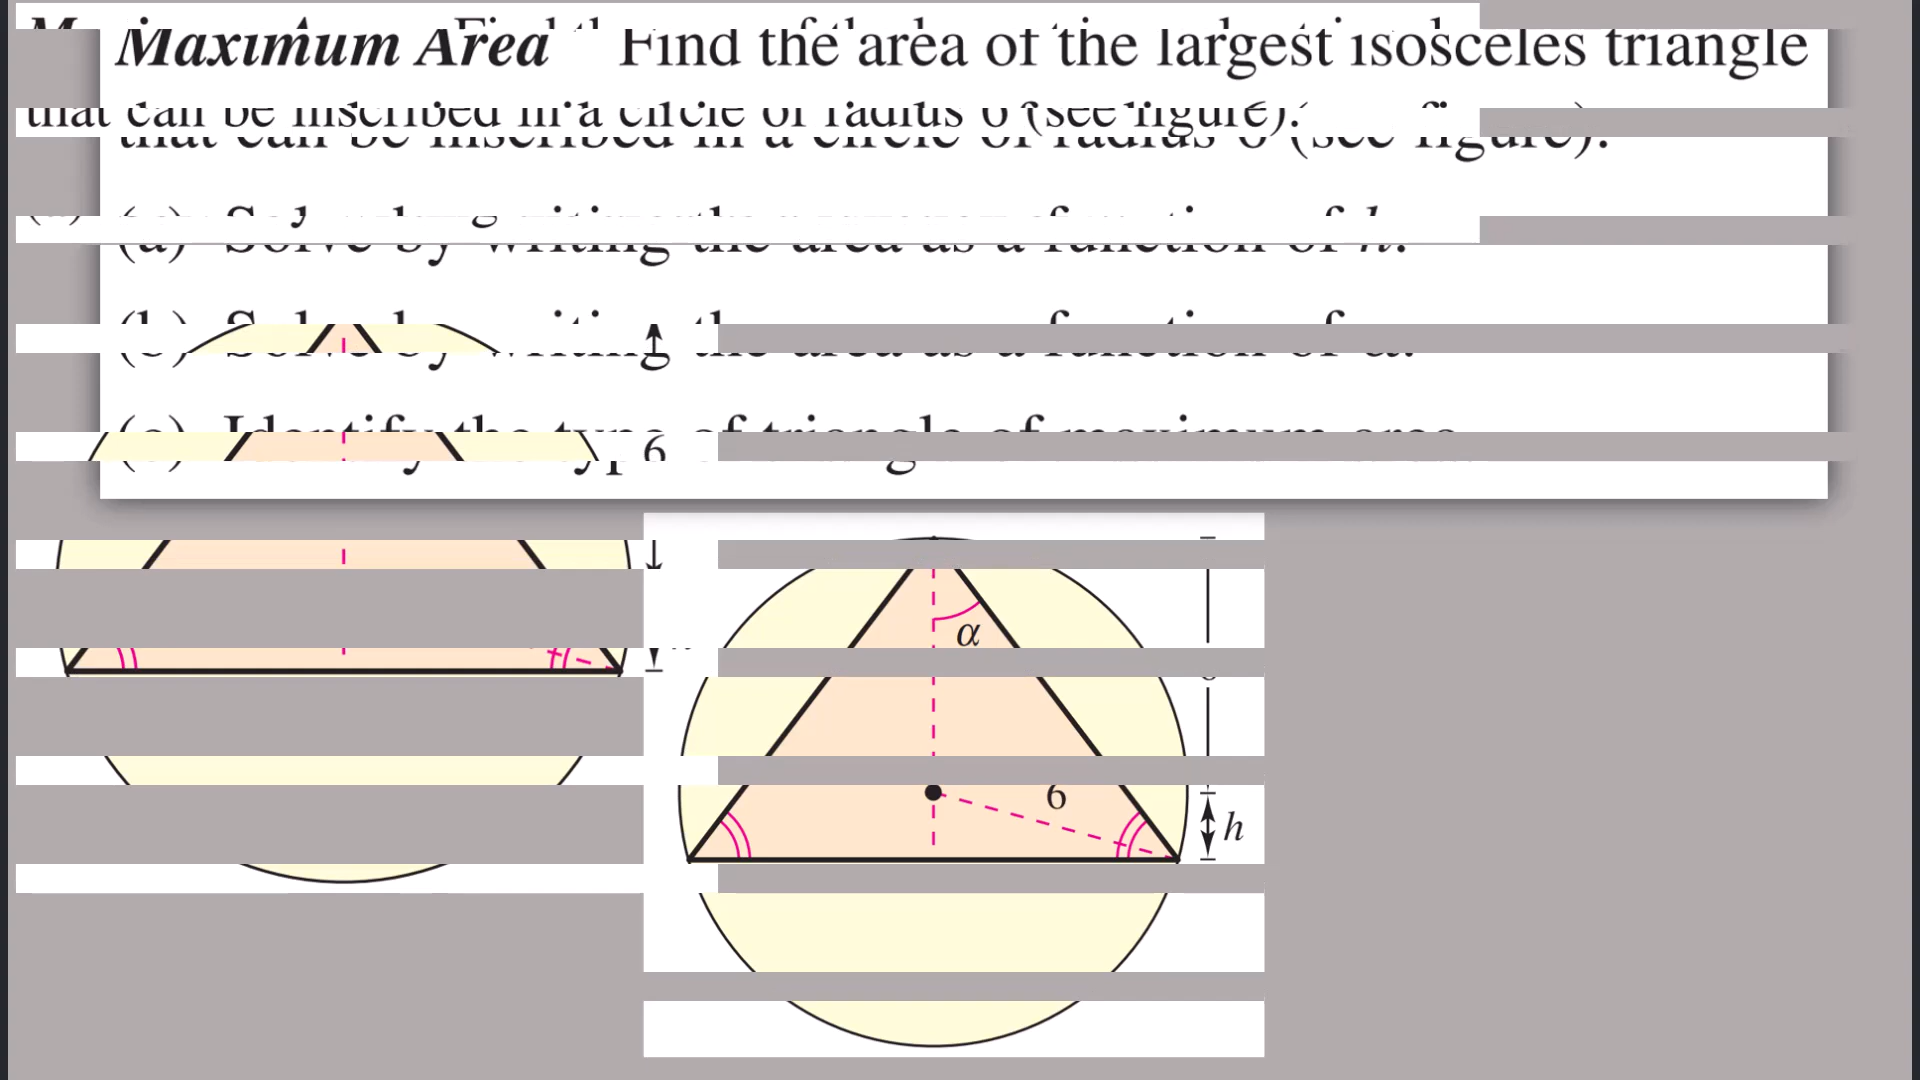 Maximum Area Find the area of the largest isosceles triangle
that can be inscribed in a circle of radius 6 (see figure).
(a) Solve by writing the area as a function of h.
(b) Solve by writing the area as a function of α.
(c) Identify the type of triangle of maximum area.
6
α
6
h